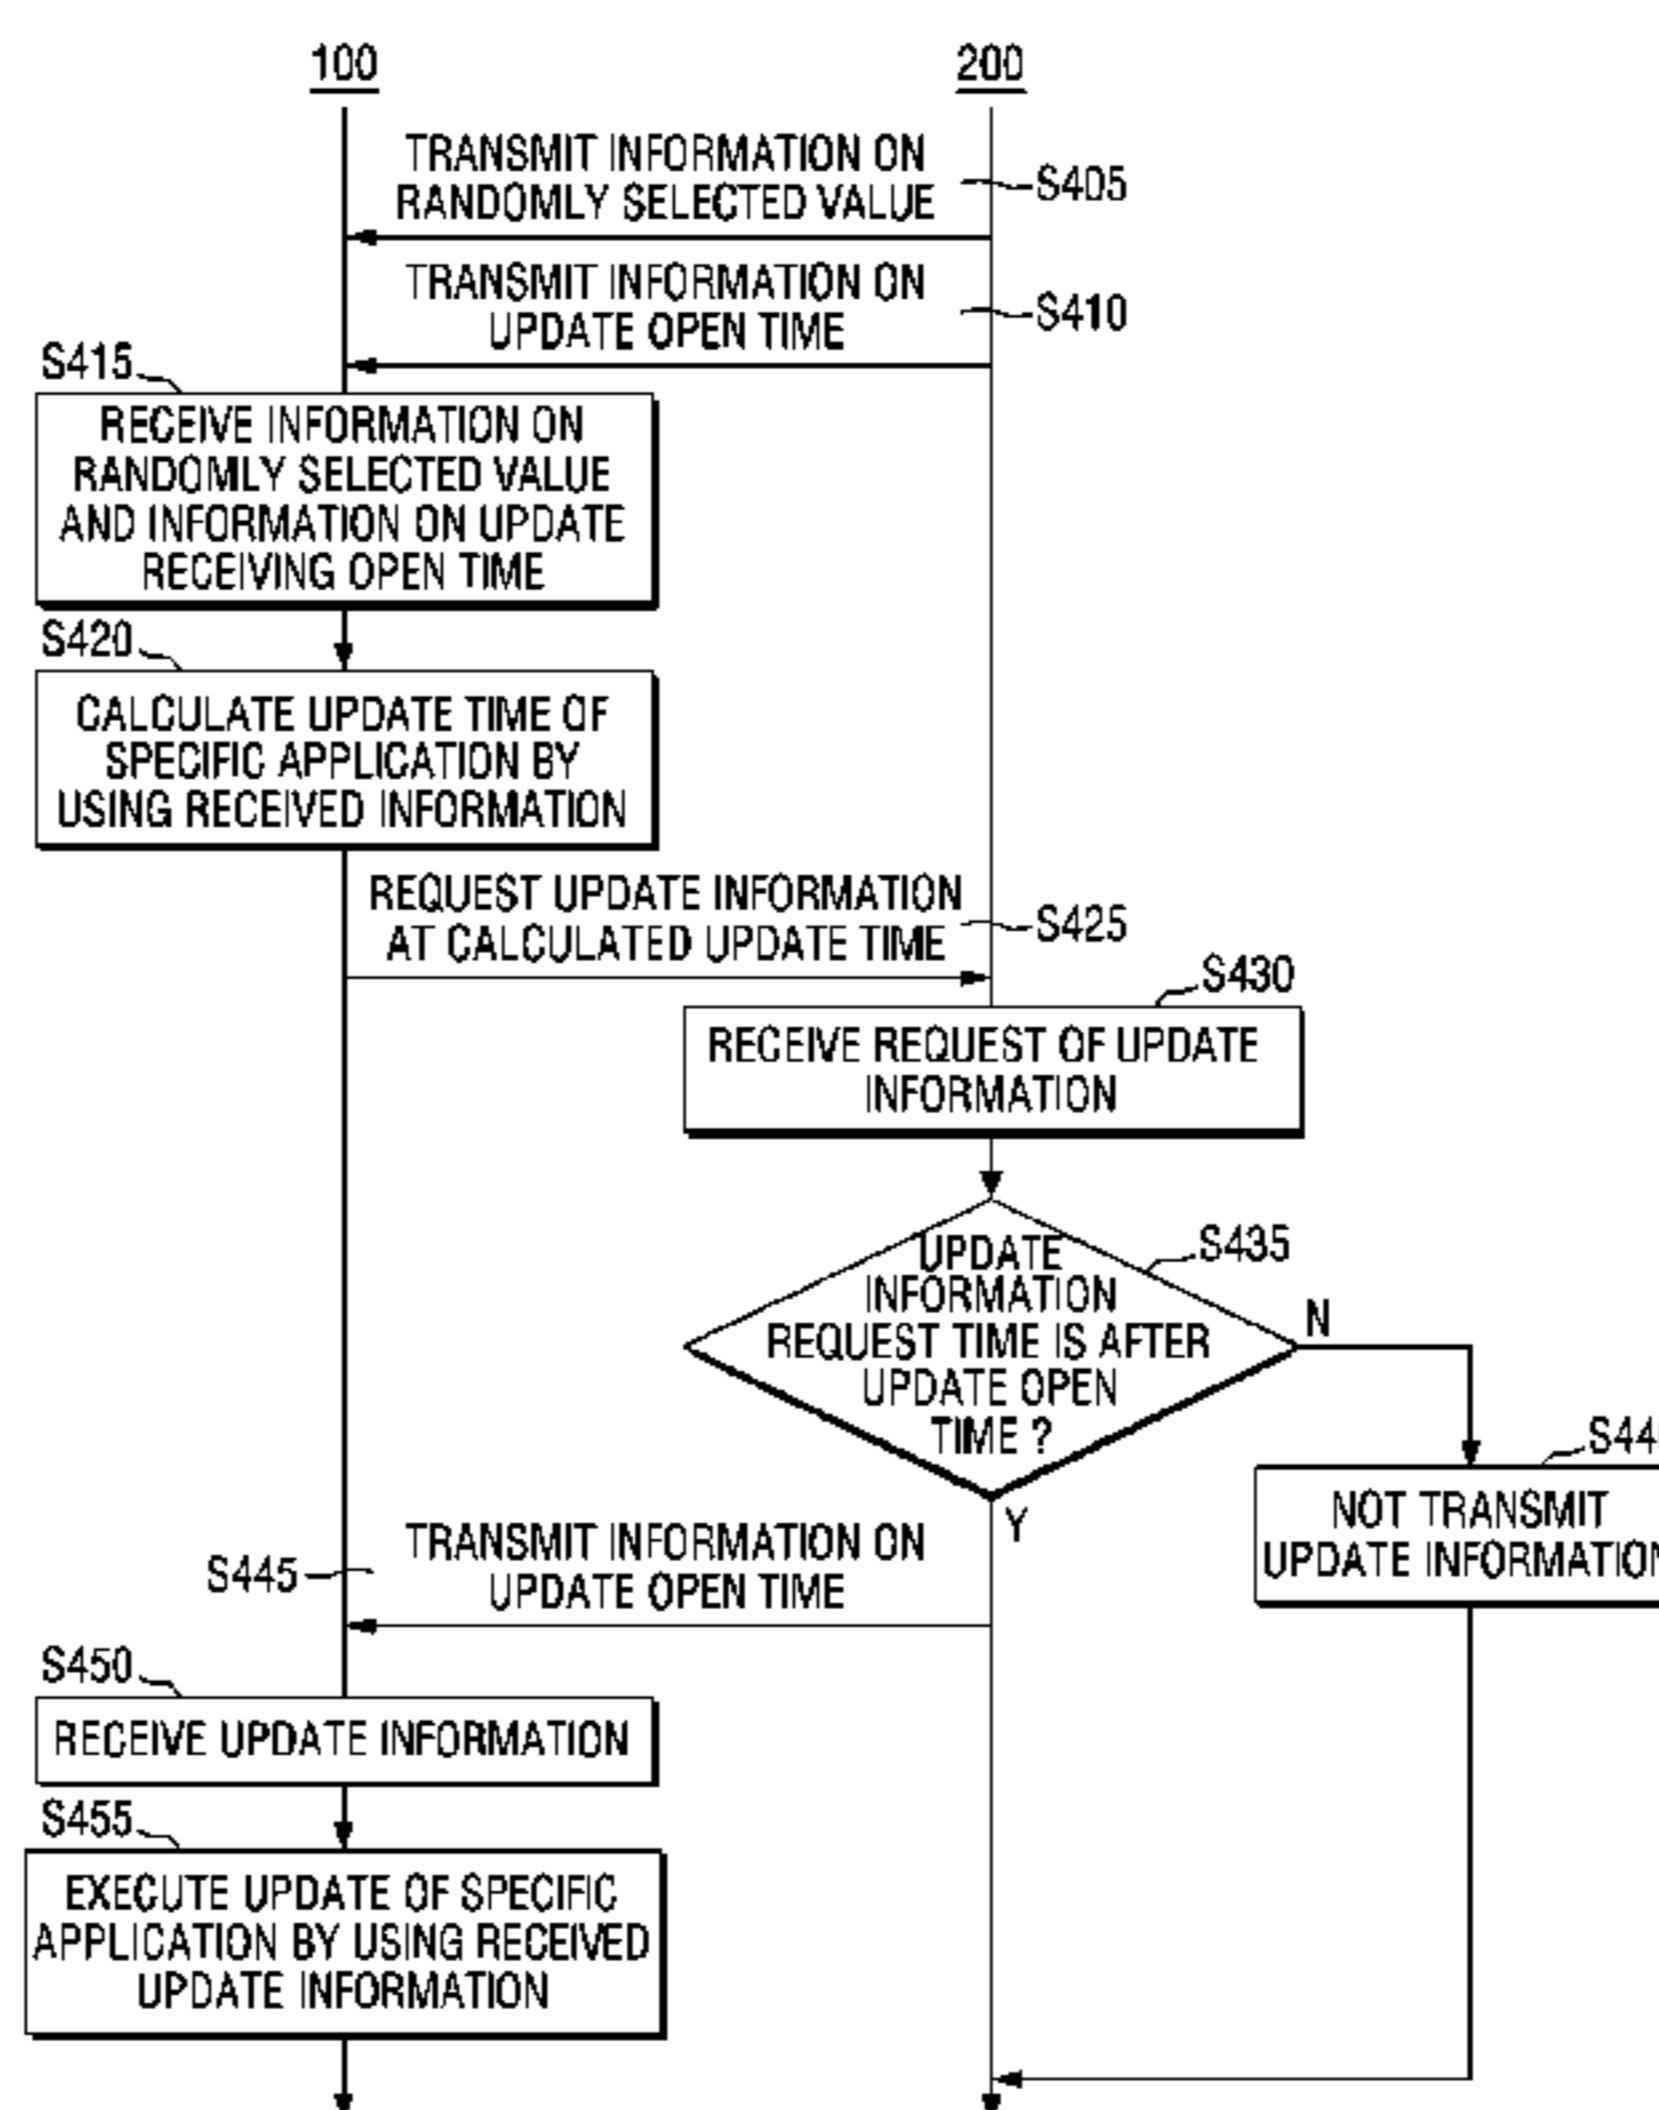 100
200
TRANSMIT INFORMATION ON
RANDOMLY SELECTED VALUE
S405
TRANSMIT INFORMATION ON
UPDATE OPEN TIME
S410
S415
RECEIVE INFORMATION ON
RANDOMLY SELECTED VALUE
AND INFORMATION ON UPDATE
RECEIVING OPEN TIME
S420
CALCULATE UPDATE TIME OF
SPECIFIC APPLICATION BY
USING RECEIVED INFORMATION
REQUEST UPDATE INFORMATION
AT CALCULATED UPDATE TIME
S425
S430
RECEIVE REQUEST OF UPDATE
INFORMATION
S435
UPDATE
INFORMATION
REQUEST TIME IS AFTER
UPDATE OPEN
TIME ?
N
Y
NOT TRANSMIT
UPDATE INFORMATION
TRANSMIT INFORMATION ON
UPDATE OPEN TIME
S445
S450
RECEIVE UPDATE INFORMATION
S455
EXECUTE UPDATE OF SPECIFIC
APPLICATION BY USING RECEIVED
UPDATE INFORMATION